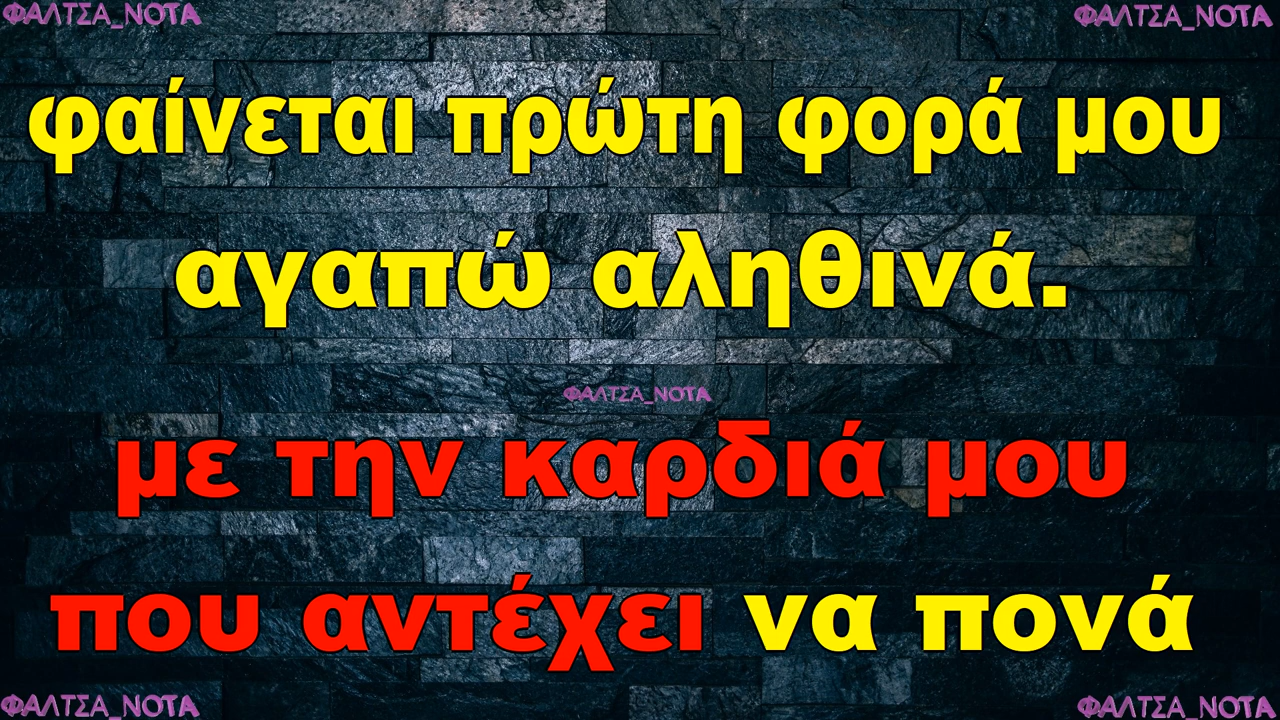 ΦΑΛΤΣΑ_ΝΟΤΑ ΦΑΛΤΣΑ_ΝΟΤΑ
φαίνεται πρώτη φορά μου
αγαπώ αληθινά.
ΦΑΛΤΣΑ_ΝΟΤΑ
με την καρδιά μου
που αντέχει να πονά
ΦΑΛΤΣΑ_ΝΟΤΑ ΦΑΛΤΣΑ_ΝΟΤΑ